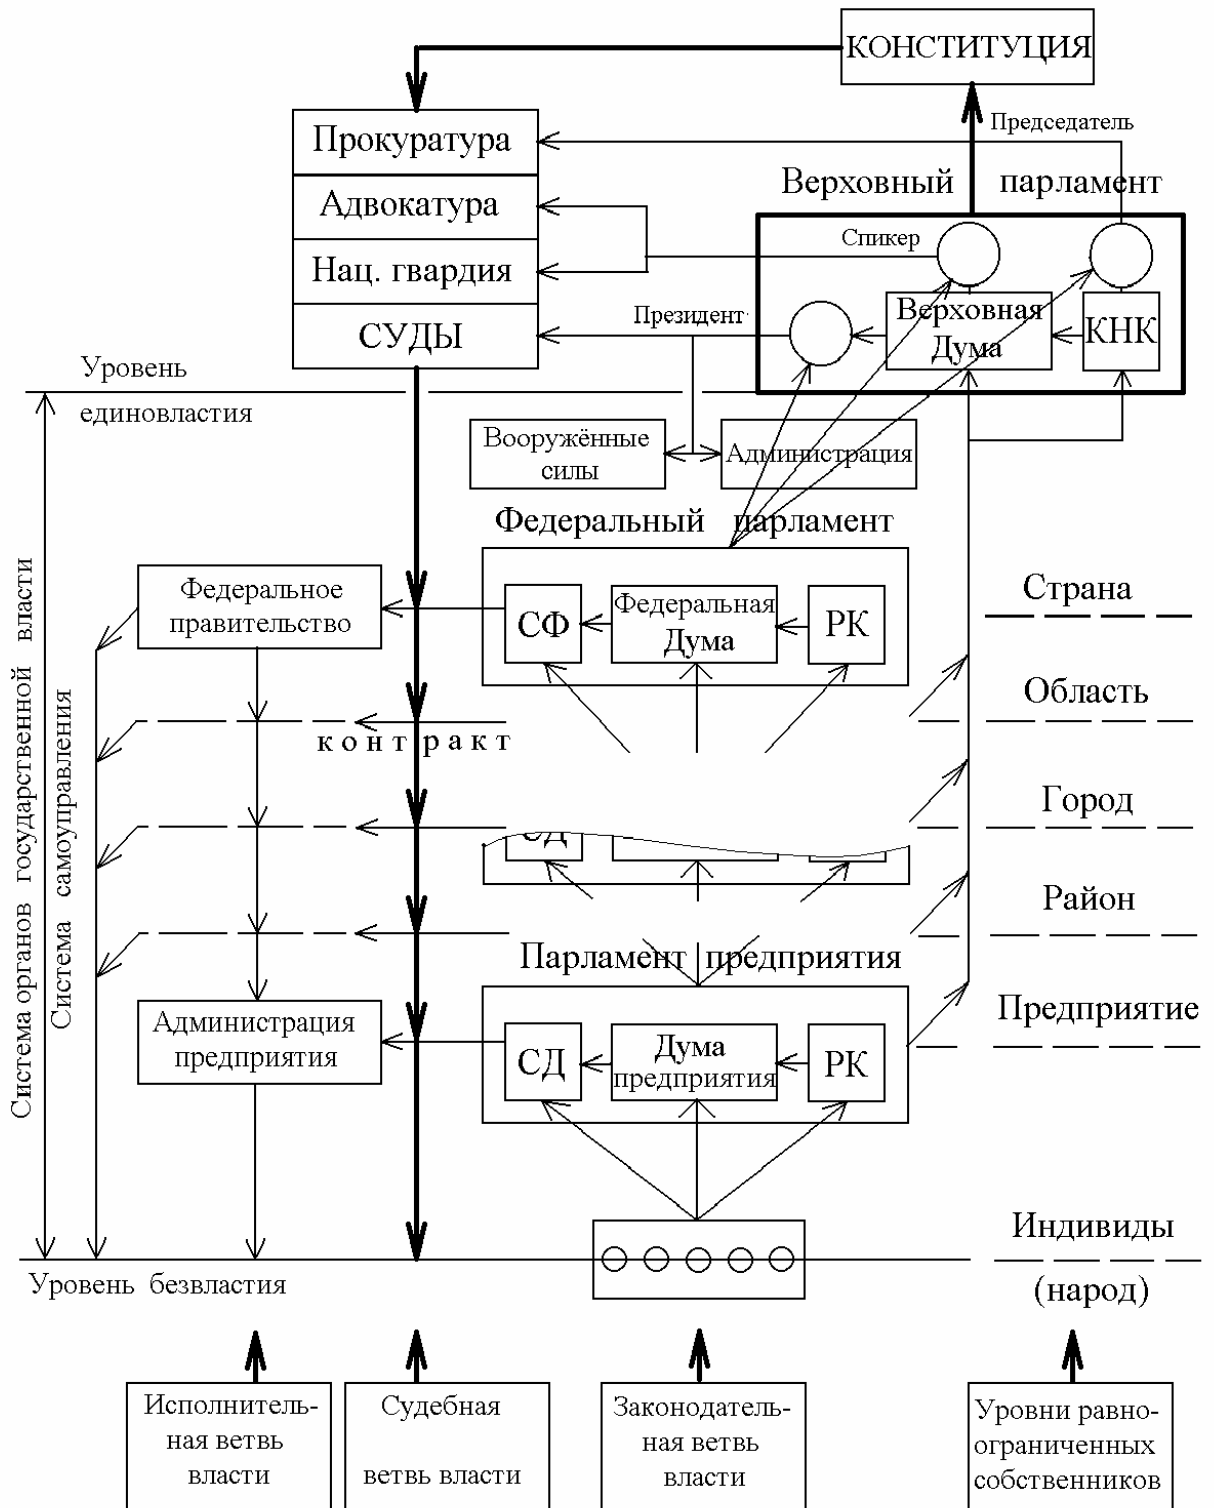 КОНСТИТУЦИЯ
Председатель
Прокуратура
Верховный парламент
Адвокатура
Спикер
Нац. гвардия
Верховная
Дума
КНК
Президент
СУДЫ
Уровень
единовластия
Вооружённые
силы
Администрация
Федеральный парламент
Федеральное
правительство
СФ
Федеральная
Дума
РК
Страна
Область
контракт
Город
СД
Район
Парламент предприятия
Администрация
предприятия
СД
Дума
предприятия
РК
Предприятие
Система органов государственной власти
Система самоуправления
Индивиды
(народ)
Уровень безвластия
Исполнитель-
ная ветвь
власти
Судебная
ветвь власти
Законодатель-
ная ветвь
власти
Уровни равно-
ограниченных
собственников